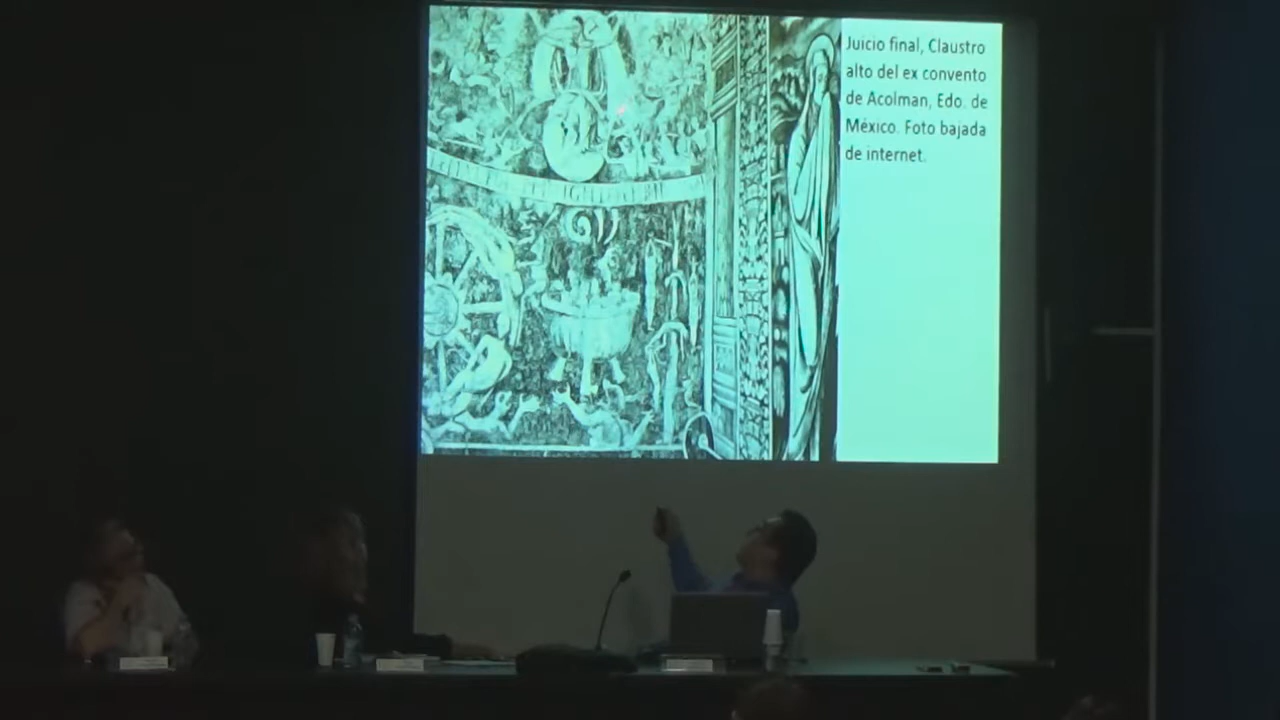 Juicio final, Claustro
alto del ex convento
de Acolman, Edo. de
México. Foto bajada
de internet.